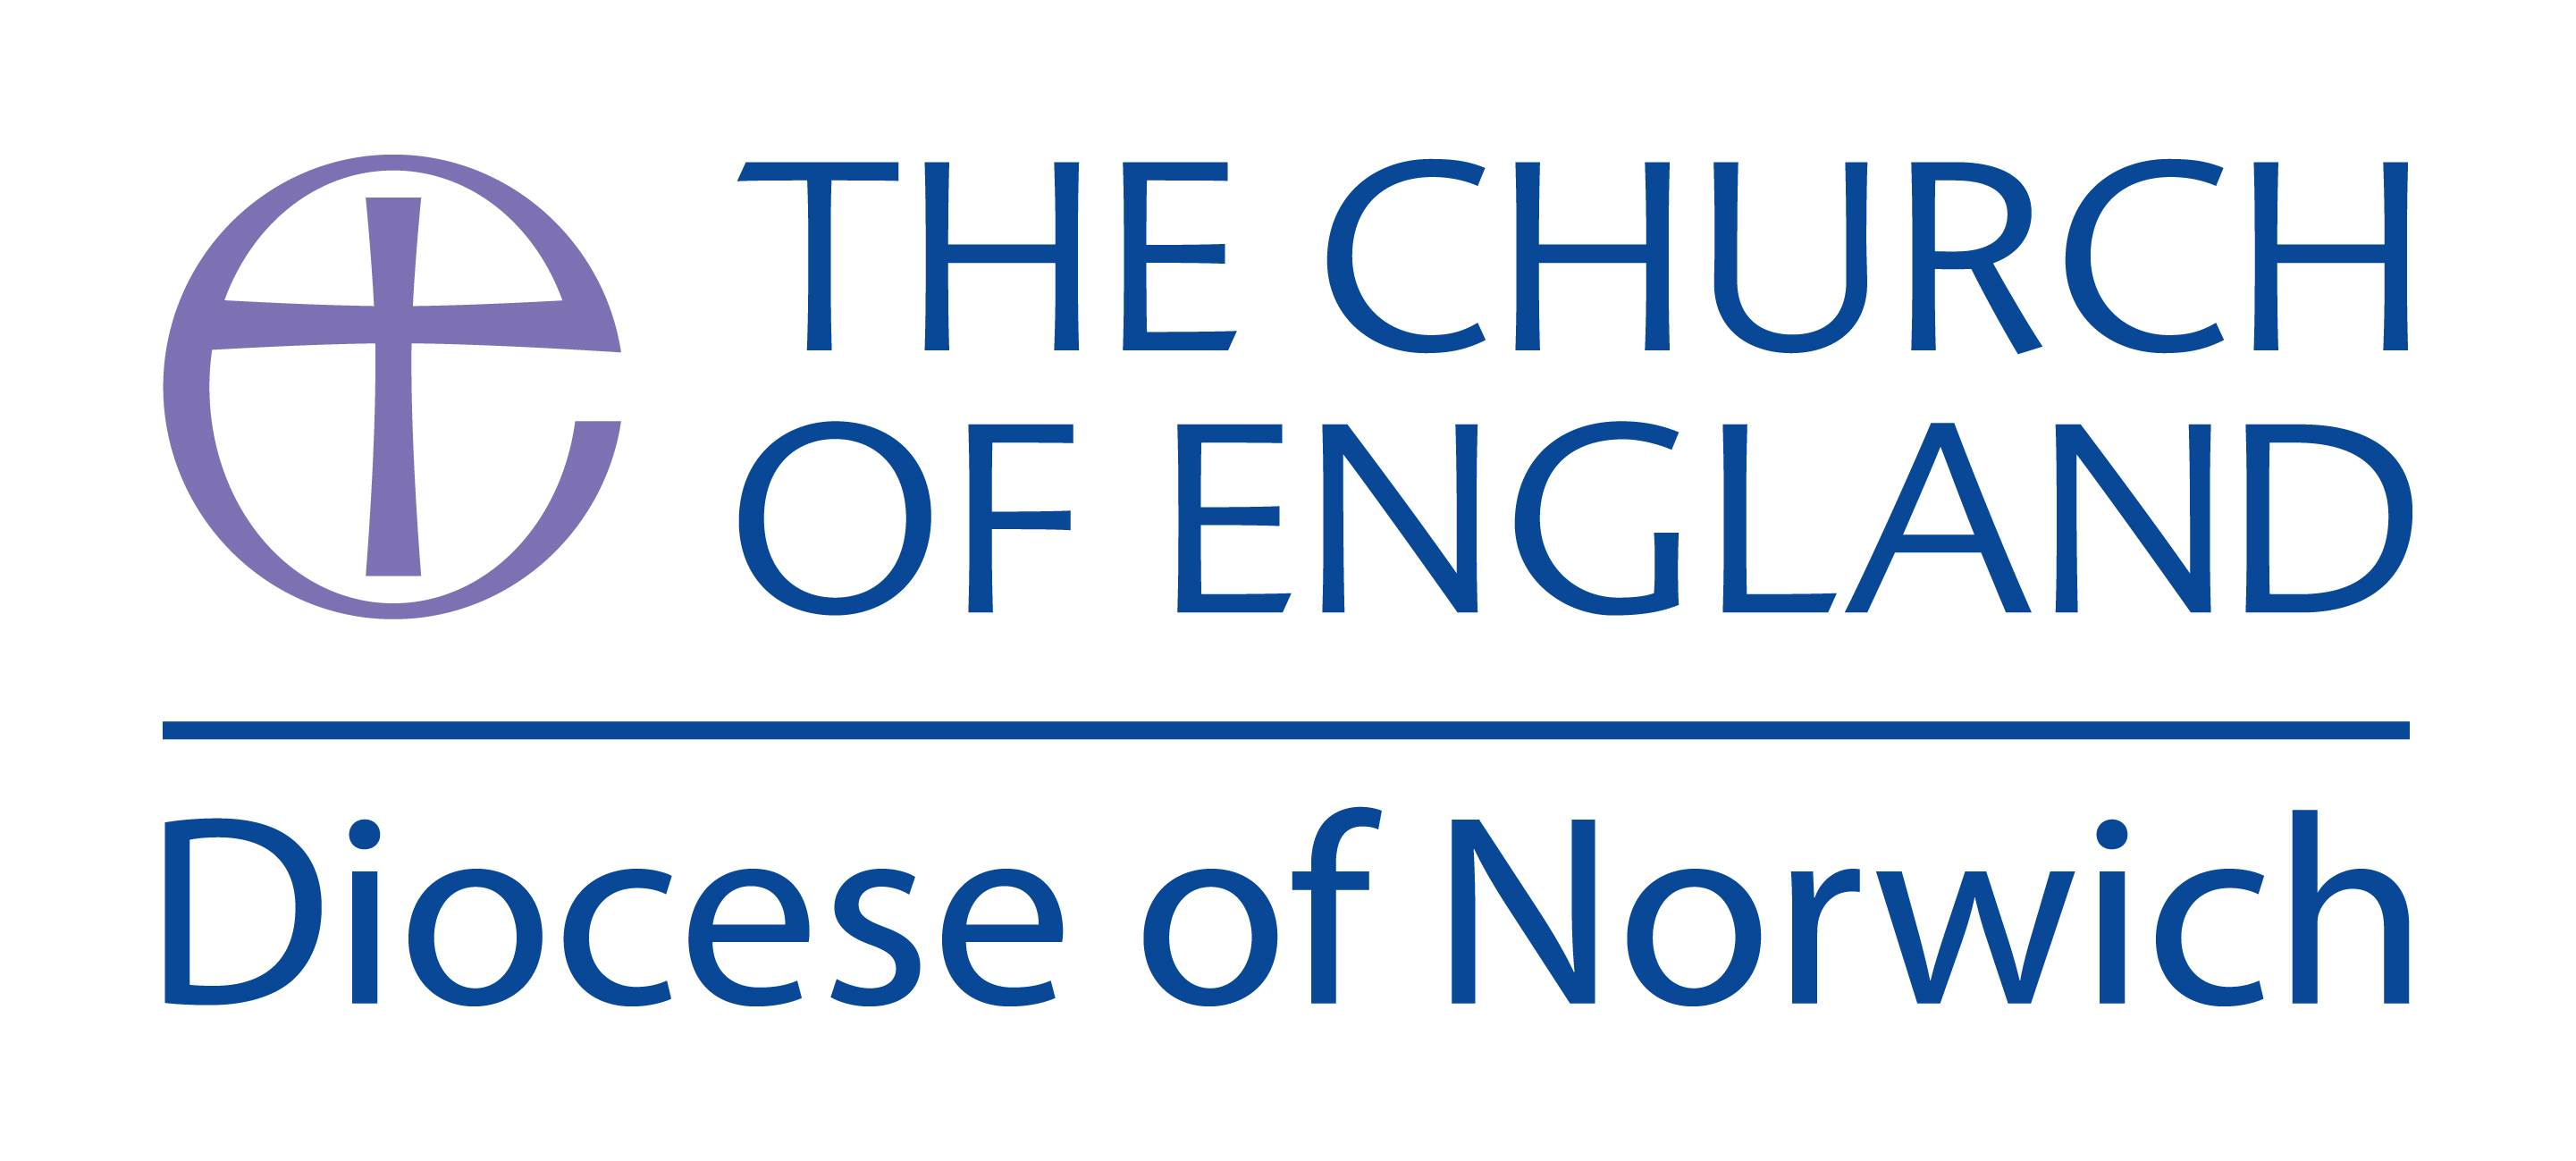 THE CHURCH
OF ENGLAND
Diocese of Norwich